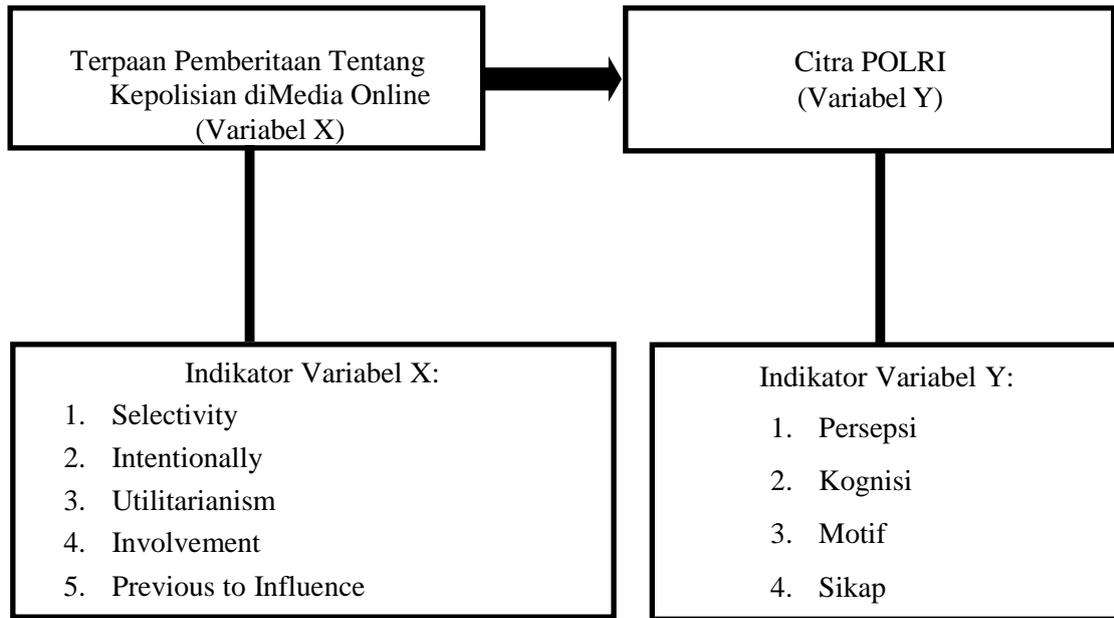 Terpaan Pemberitaan Tentang
Kepolisian diMedia Online
(Variabel X)
Citra POLRI
(Variabel Y)
Indikator Variabel X:
1. Selectivity
2. Intentionally
3. Utilitarianism
4. Involvement
5. Previous to Influence
Indikator Variabel Y:
1. Persepsi
2. Kognisi
3. Motif
4. Sikap